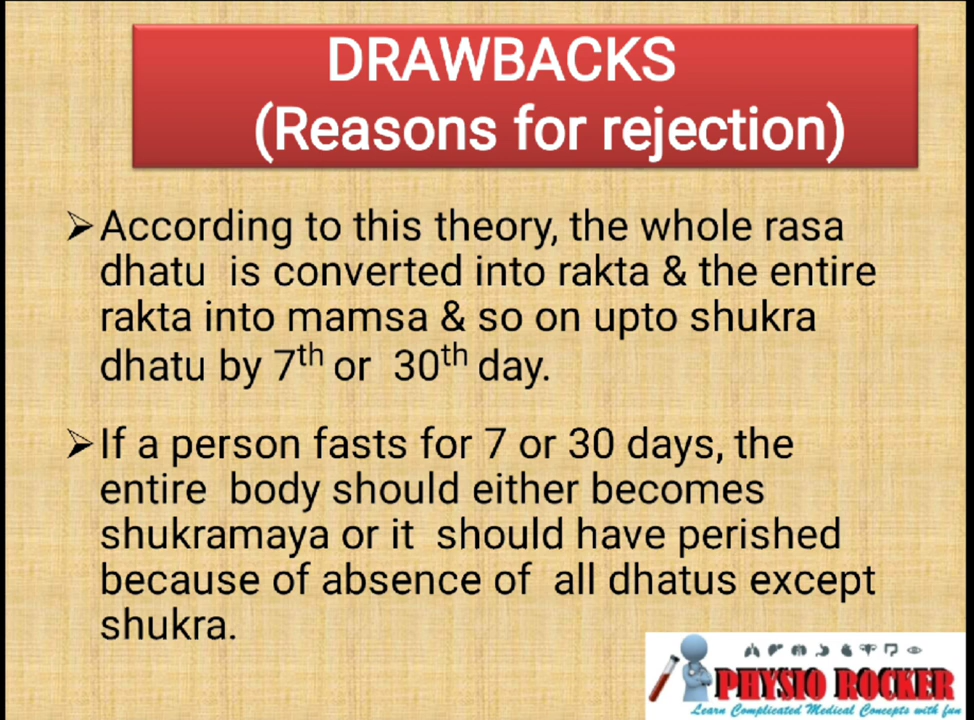 DRAWBACKS
(Reasons for rejection)
➢According to this theory, the whole rasa
dhatu is converted into rakta & the entire
rakta into mamsa & so on upto shukra
dhatu by 7th or 30th day.
➢If a person fasts for 7 or 30 days, the
entire body should either becomes
shukramaya or it should have perished
because of absence of all dhatus except
shukra.
PHYSIO ROCKER
Learn Complicated Medical Concepts with fun